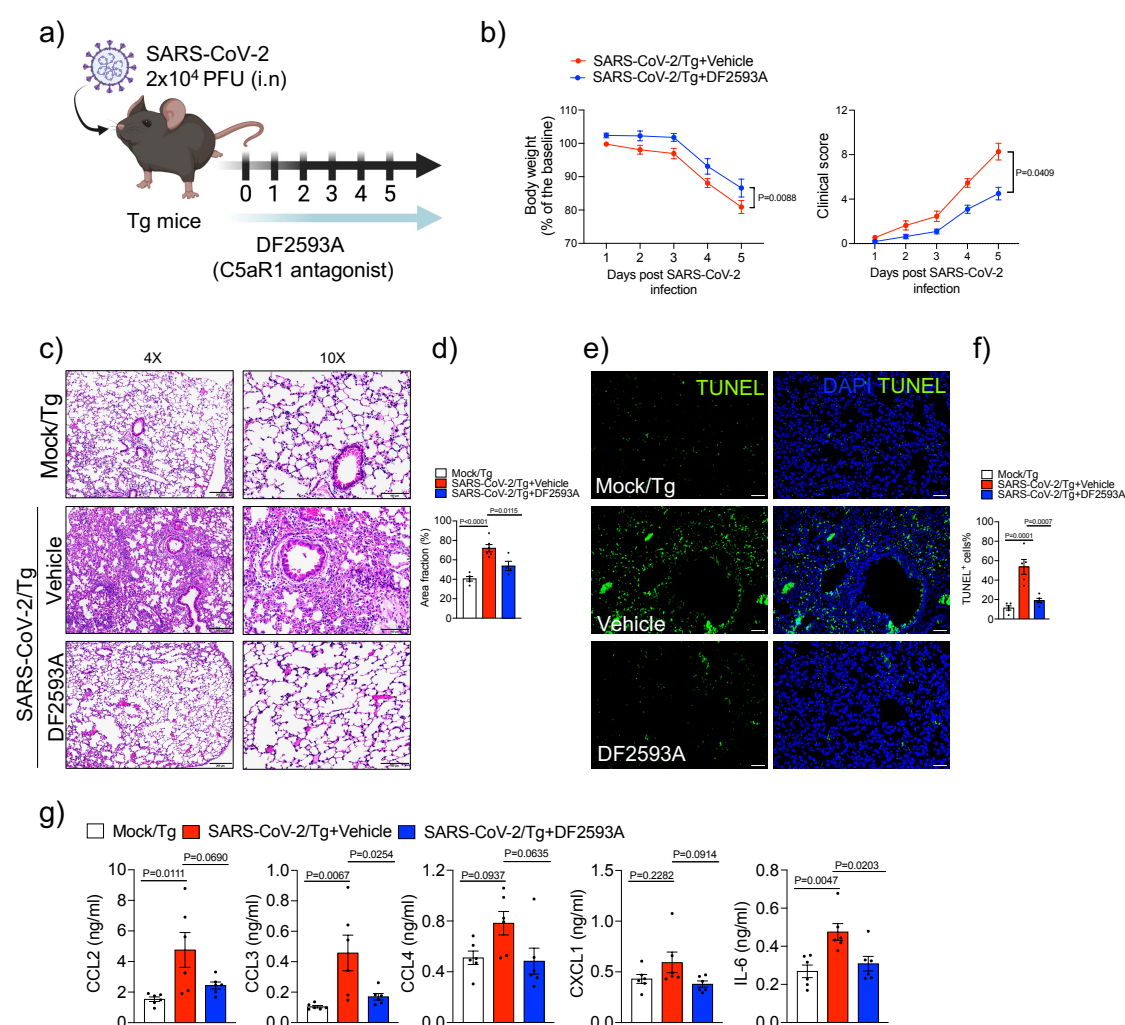 a)
SARS-CoV-2
2x10⁴ PFU (i.n)
Tg mice
0 1 2 3 4 5
DF2593A
(C5aR1 antagonist)
b)
SARS-CoV-2/Tg+Vehicle
SARS-CoV-2/Tg+DF2593A
110
100
90
80
70
Body weight
(% of the baseline)
P=0.0088
1 2 3 4 5
Days post SARS-CoV-2
infection
12
8
4
0
Clinical score
P=0.0409
1 2 3 4 5
Days post SARS-CoV-2
infection
c)
4X 10X
Mock/Tg
SARS-CoV-2/Tg
Vehicle
DF2593A
d)
Mock/Tg
SARS-CoV-2/Tg+Vehicle
SARS-CoV-2/Tg+DF2593A
P=0.0115
P<0.0001
100
80
60
40
20
0
Area fraction (%)
e)
TUNEL
DAPI TUNEL
Mock/Tg
Vehicle
DF2593A
f)
Mock/Tg
SARS-CoV-2/Tg+Vehicle
SARS-CoV-2/Tg+DF2593A
P=0.0007
P=0.0001
100
80
60
40
20
0
TUNEL⁺ cells%
g)
Mock/Tg SARS-CoV-2/Tg+Vehicle SARS-CoV-2/Tg+DF2593A
P=0.0690
P=0.0111
10
8
6
4
2
0
CCL2 (ng/ml)
P=0.0254
P=0.0067
1.0
0.8
0.6
0.4
0.2
0.0
CCL3 (ng/ml)
P=0.0635
P=0.0937
1.2
0.8
0.4
0.0
CCL4 (ng/ml)
P=0.0914
P=0.2282
1.5
1.0
0.5
0.0
CXCL1 (ng/ml)
P=0.0203
P=0.0047
0.8
0.6
0.4
0.2
0.0
IL-6 (ng/ml)